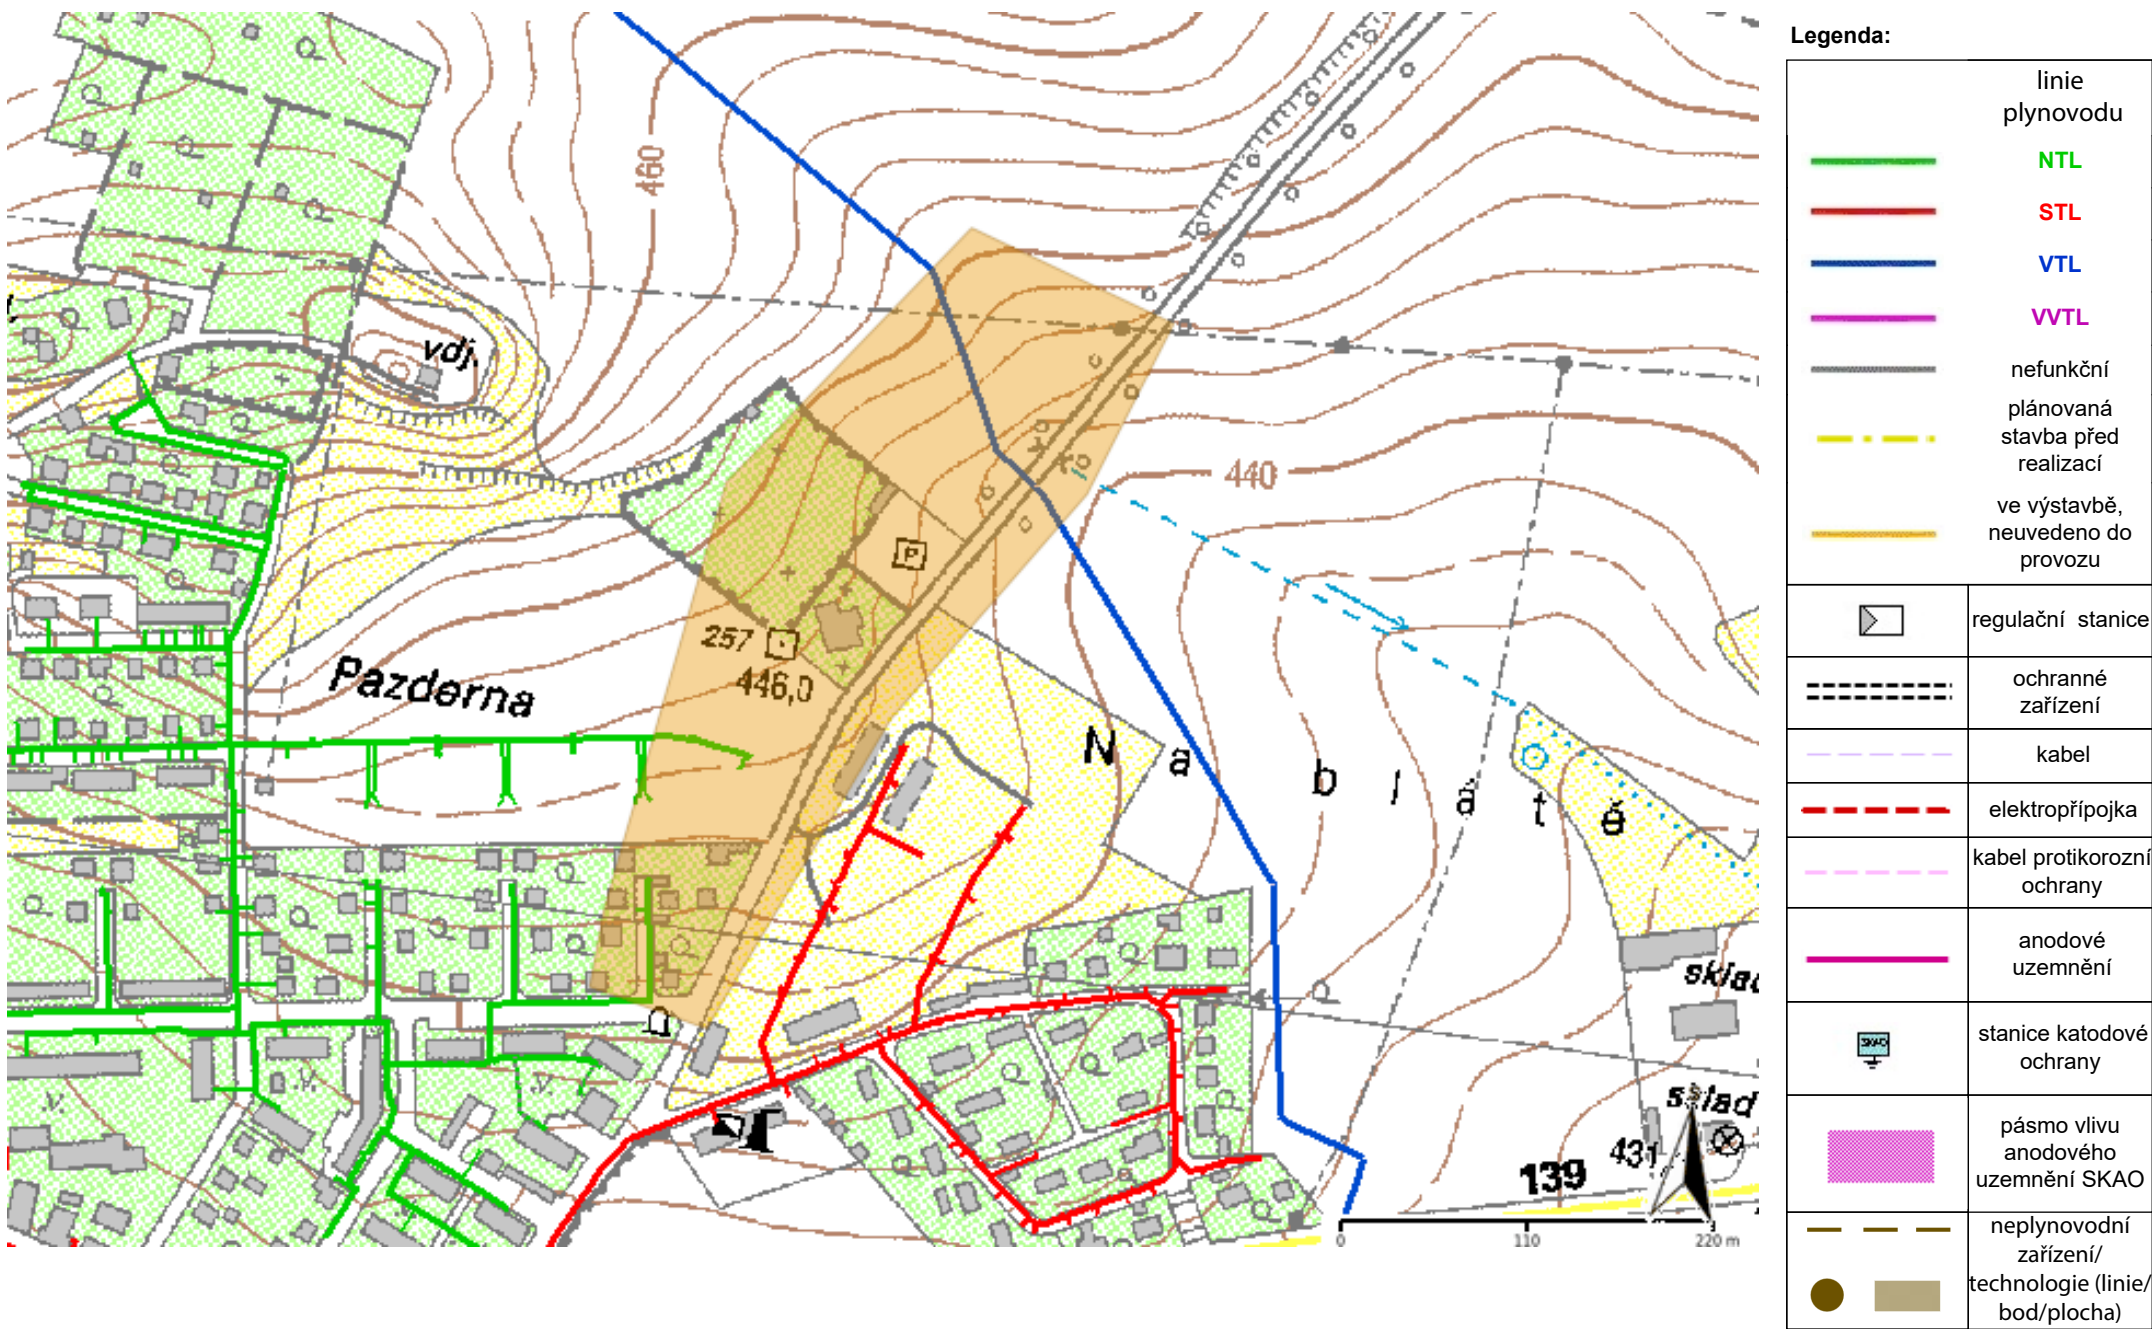 460
vdj.
440
257
446,0
Pazderna
N a b l a t é
sklad
431
139
0 110 220 m
Legenda:
linie
plynovodu
NTL
STL
VTL
VVTL
nefunkční
plánovaná
stavba před
realizací
ve výstavbě,
neuvedeno do
provozu
regulační stanice
ochranné
zařízení
kabel
elektropřípojka
kabel protikorozní
ochrany
anodové
uzemnění
SKAO
stanice katodové
ochrany
pásmo vlivu
anodového
uzemnění SKAO
neplynovodní
zařízení/
technologie (linie/
bod/plocha)